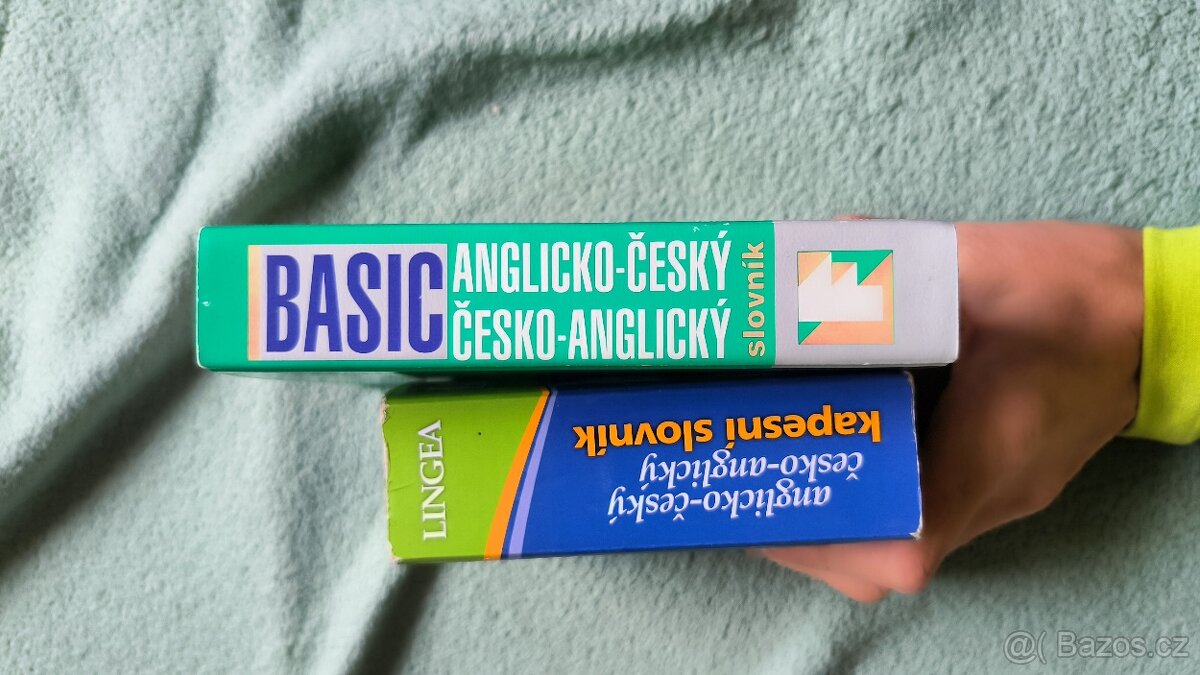 BASIC
ANGLICKO-ČESKÝ
ČESKO-ANGLICKÝ
slovník
LINGEA
anglicko-český
česko-anglický
kapesní slovník
@( Bazos.cz